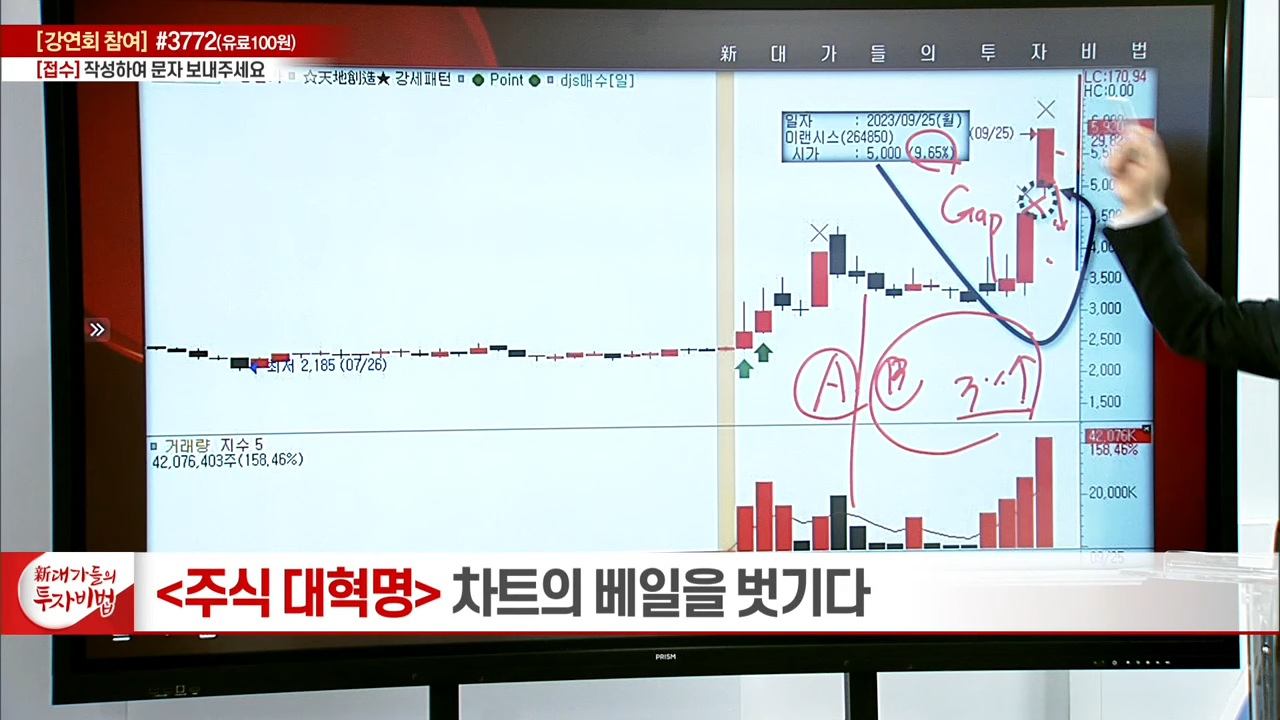 [강연회 참여] #3772(유료100원)
[접수] 작성하여 문자 보내주세요
新 대 가 들 의 투 자 비 법
☆天地創造★ 강세패턴 Point djs매수[일]
LC:170,94
HC:0,00
일자 : 2023/09/25(월)
미랜시스(264850)
시가 : 5,000 (9.65%)
(09/25)
Gap
5,000
3,500
3,000
2,500
2,000
1,500
최저 2,185 (07/26)
A
B
3%↑
거래량 지수 5
42,076,403주(158.46%)
42,076K
158,46%
20,000K
新대가들의
투자비법
<주식 대혁명> 차트의 베일을 벗기다
PRISM